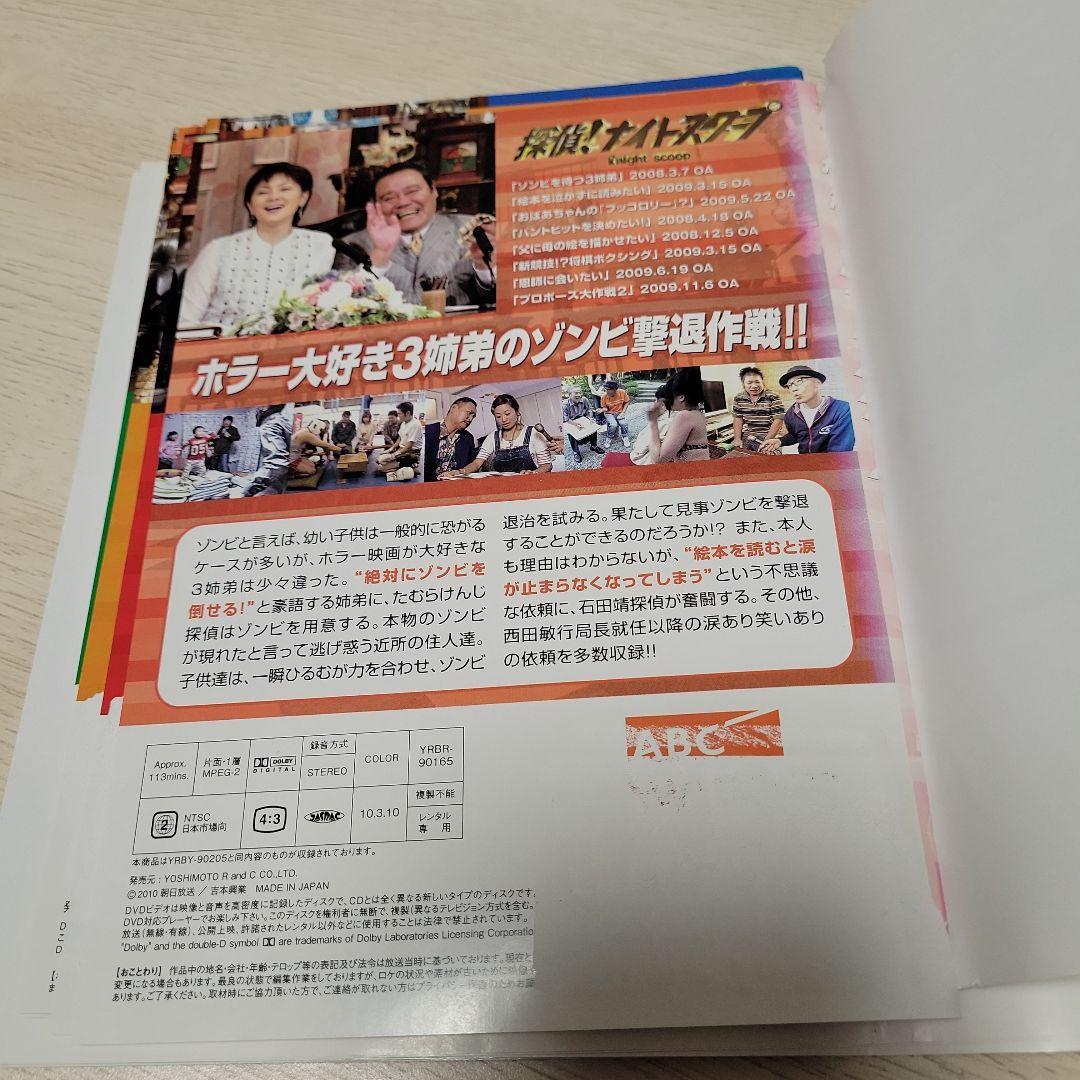 探偵!ナイトスクープ
Knight scoop
「ゾンビを待つ3姉弟」 2008.3.7 OA
「絵本を泣かずに読みたい」 2009.3.15 OA
「おばあちゃんの「プッコロリー」?」 2009.5.22 OA
「バントヒットを決めたい!」 2008.4.18 OA
「父に母の絵を描かせたい」 2008.12.5 OA
「新競技!?将棋ボクシング」 2009.3.15 OA
「恩師に会いたい」 2009.6.19 OA
「プロポーズ大作戦2」 2009.11.6 OA
ホラー大好き3姉弟のゾンビ撃退作戦!!
ゾンビと言えば、幼い子供は一般的に恐がる
ケースが多いが、ホラー映画が大好きな
3姉弟は少々違った。“絶対にゾンビを
倒せる!”と豪語する姉弟に、たむらけんじ
探偵はゾンビを用意する。本物のゾンビ
が現れたと言って逃げ惑う近所の住人達。
子供達は、一瞬ひるむが力を合わせ、ゾンビ
退治を試みる。果たして見事ゾンビを撃退
することができるのだろうか!? また、本人
も理由はわからないが、“絵本を読むと涙
が止まらなくなってしまう”という不思議
な依頼に、石田靖探偵が奮闘する。その他、
西田敏行局長就任以降の涙あり笑いあり
の依頼を多数収録!!
ABC
Approx.
113mins.
片面・1層
MPEG-2
DOLBY
DIGITAL
録音方式
STEREO
COLOR
YRBR-
90165
複製不能
2
NTSC
日本市場向
4:3
JASRAC
10.3.10
レンタル
専用
本商品はYRBY-90205と同内容のものが収録されております。
発売元:YOSHIMOTO R and C CO.,LTD.
©2010 朝日放送/吉本興業 MADE IN JAPAN
DVDビデオは映像と音声を高密度に記録したディスクで、CDとは全く異なる新しいタイプのディスクです。
DVD対応プレーヤーでお楽しみ下さい。このディスクを権利者に無断で、複製(異なるテレビジョン方式を含む。
放送(無線・有線)、公開上映、許諾されたレンタル以外などに使用することは法律で禁止されています。
"Dolby" and the double-D symbol are trademarks of Dolby Laboratories Licensing Corporatio
【おことわり】 作品中の地名・会社・年齢・テロップ等の表記及び法令は放送当時に基づいております。現在と
変更になる場合もあります。最良の状態で編集作業をしておりますが、ロケの状況や素材が古いために映像
あります。ご了承ください。取材時にご協力頂いた方で、ご連絡が取れない方はプライバシー保護のためお